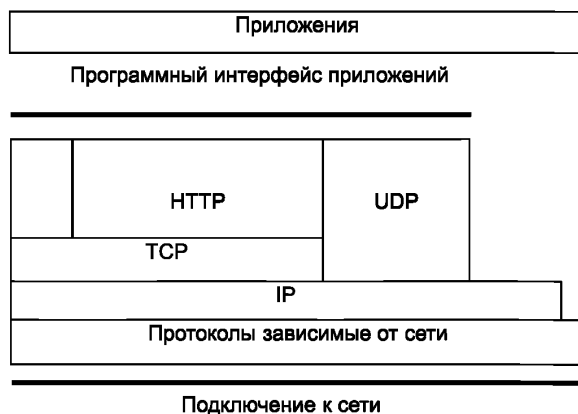 Приложения
Программный интерфейс приложений
HTTP
UDP
TCP
IP
Протоколы зависимые от сети
Подключение к сети